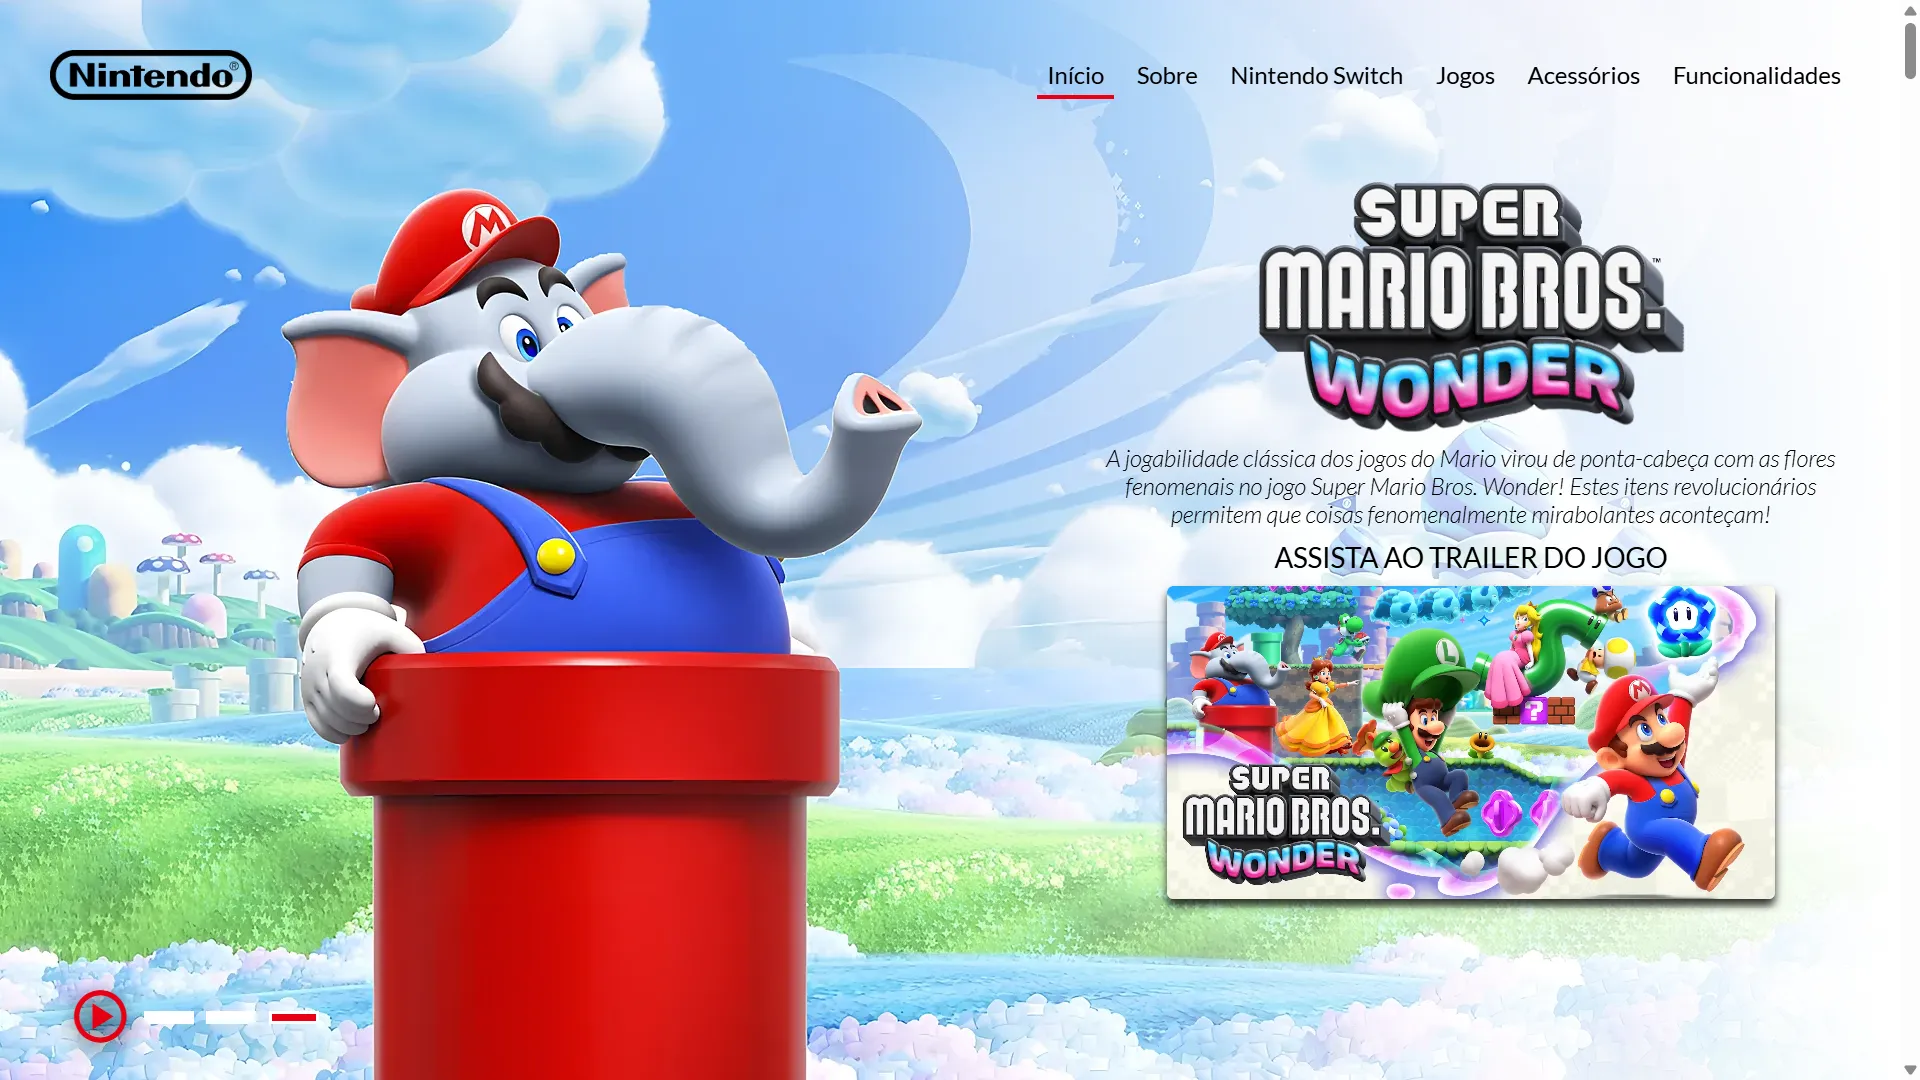 Nintendo®
Início
Sobre
Nintendo Switch
Jogos
Acessórios
Funcionalidades
M
SUPER
MARIO BROS.™
WONDER
A jogabilidade clássica dos jogos do Mario virou de ponta-cabeça com as flores
fenomenais no jogo Super Mario Bros. Wonder! Estes itens revolucionários
permitem que coisas fenomenalmente mirabolantes aconteçam!
ASSISTA AO TRAILER DO JOGO
L
M
?
SUPER
MARIO BROS.
WONDER